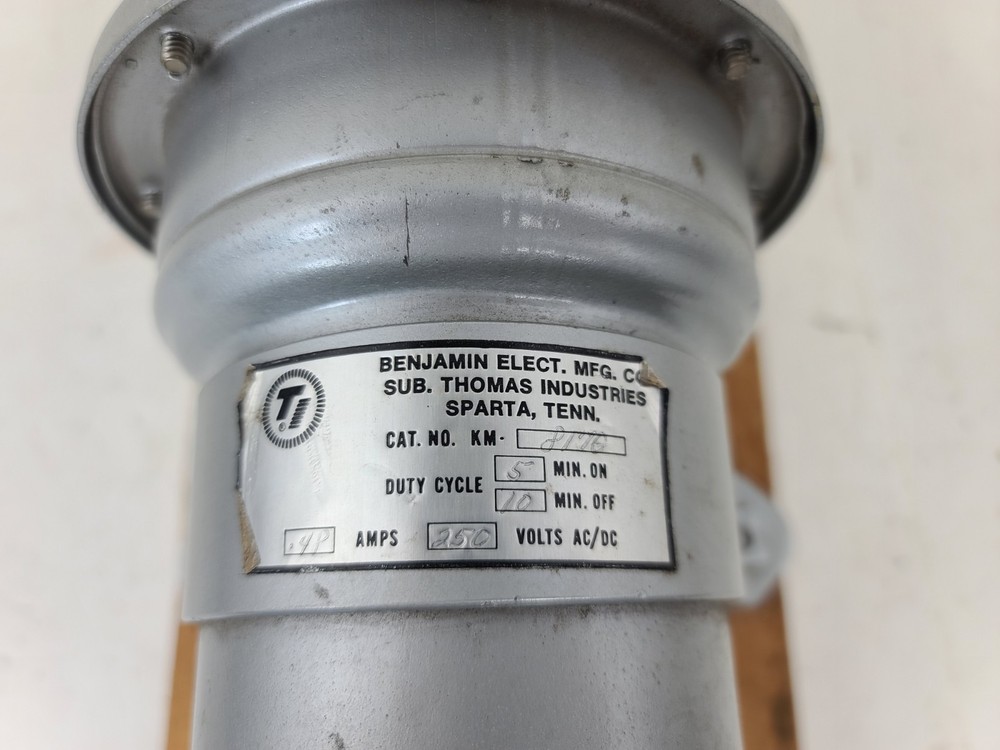 BENJAMIN ELECT. MFG. CO
SUB. THOMAS INDUSTRIES
SPARTA, TENN.
TI ®
CAT. NO. KM-
DUTY CYCLE 5 MIN. ON
10 MIN. OFF
AMPS 250 VOLTS AC/DC